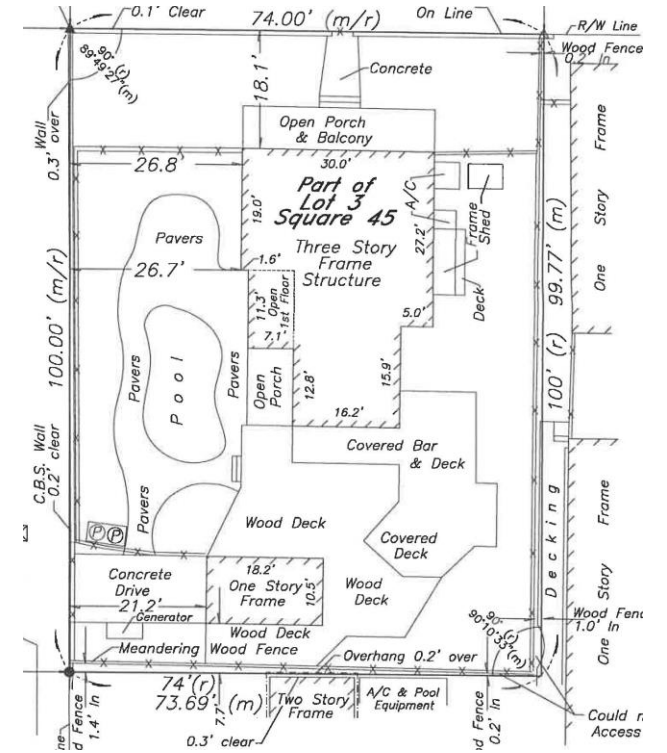 0.1' Clear
74.00' (m/r)
On Line
R/W Line
Wood Fence
0.2' In
90° (r)
89°49'27"(m)
18.1'
Concrete
Wall
0.3' over
Open Porch
& Balcony
26.8'
30.0'
Part of
Lot 3
Square 45
Three Story
Frame
Structure
19.0'
A/C
Frame
Shed
27.2'
Deck
Frame
Story
One
Pavers
26.7'
1.6'
11.3'
Open
1st Floor
7.1'
5.0'
99.77' (m)
100' (r)
100.00' (m/r)
Pool
Pavers
Pavers
Open
Porch
12.8'
15.9'
16.2'
Covered Bar
& Deck
C.B.S. Wall
0.2' clear
Pavers
P P
Wood Deck
Covered
Deck
Decking
Frame
Story
One
Concrete
Drive
21.2'
18.2'
One Story
Frame
10.5'
Wood
Deck
Generator
Wood Deck
Meandering Wood Fence
90° (r)
90°10'33"(m)
1.0' In
Overhang 0.2' over
74'(r)
73.69' (m)
7.7'
Two Story
Frame
A/C & Pool
Equipment
0.3' clear
Fence
1.4' In
Fence
0.2' In
Could
Access